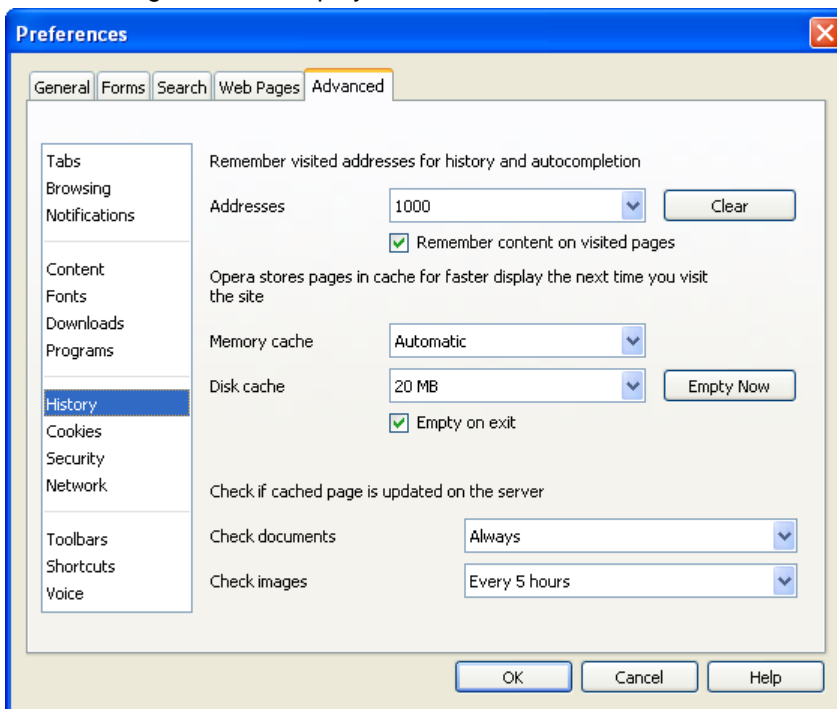 Preferences
General Forms Search Web Pages Advanced
Tabs
Browsing
Notifications
Content
Fonts
Downloads
Programs
History
Cookies
Security
Network
Toolbars
Shortcuts
Voice
Remember visited addresses for history and autocompletion
Addresses 1000 Clear
Remember content on visited pages
Opera stores pages in cache for faster display the next time you visit
the site
Memory cache Automatic
Disk cache 20 MB Empty Now
Empty on exit
Check if cached page is updated on the server
Check documents Always
Check images Every 5 hours
OK Cancel Help